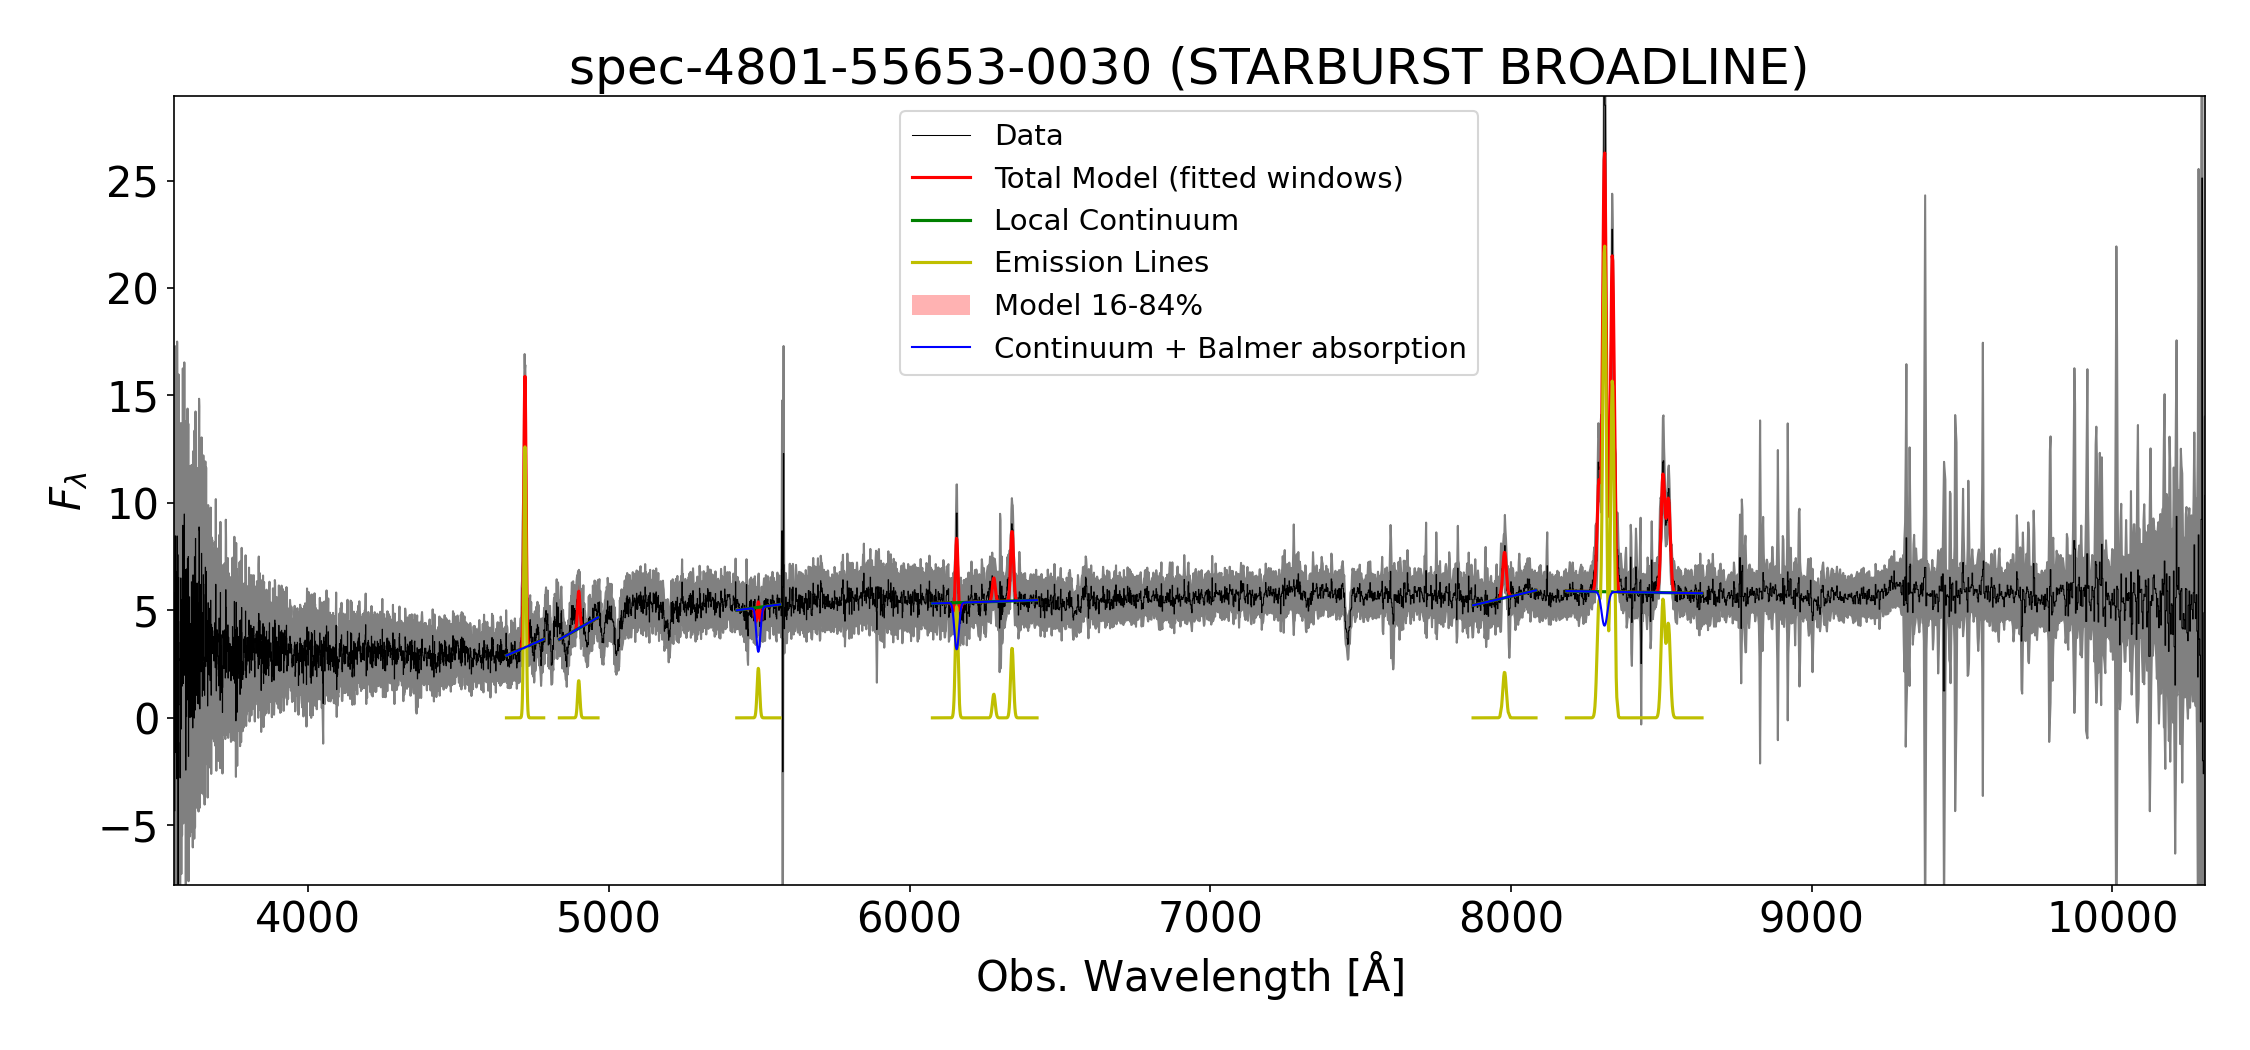 spec-4801-55653-0030 (STARBURST BROADLINE)
Data
Total Model (fitted windows)
Local Continuum
Emission Lines
Model 16-84%
Continuum + Balmer absorption
25
20
15
10
5
0
−5
Fλ
4000 5000 6000 7000 8000 9000 10000
Obs. Wavelength [Å]